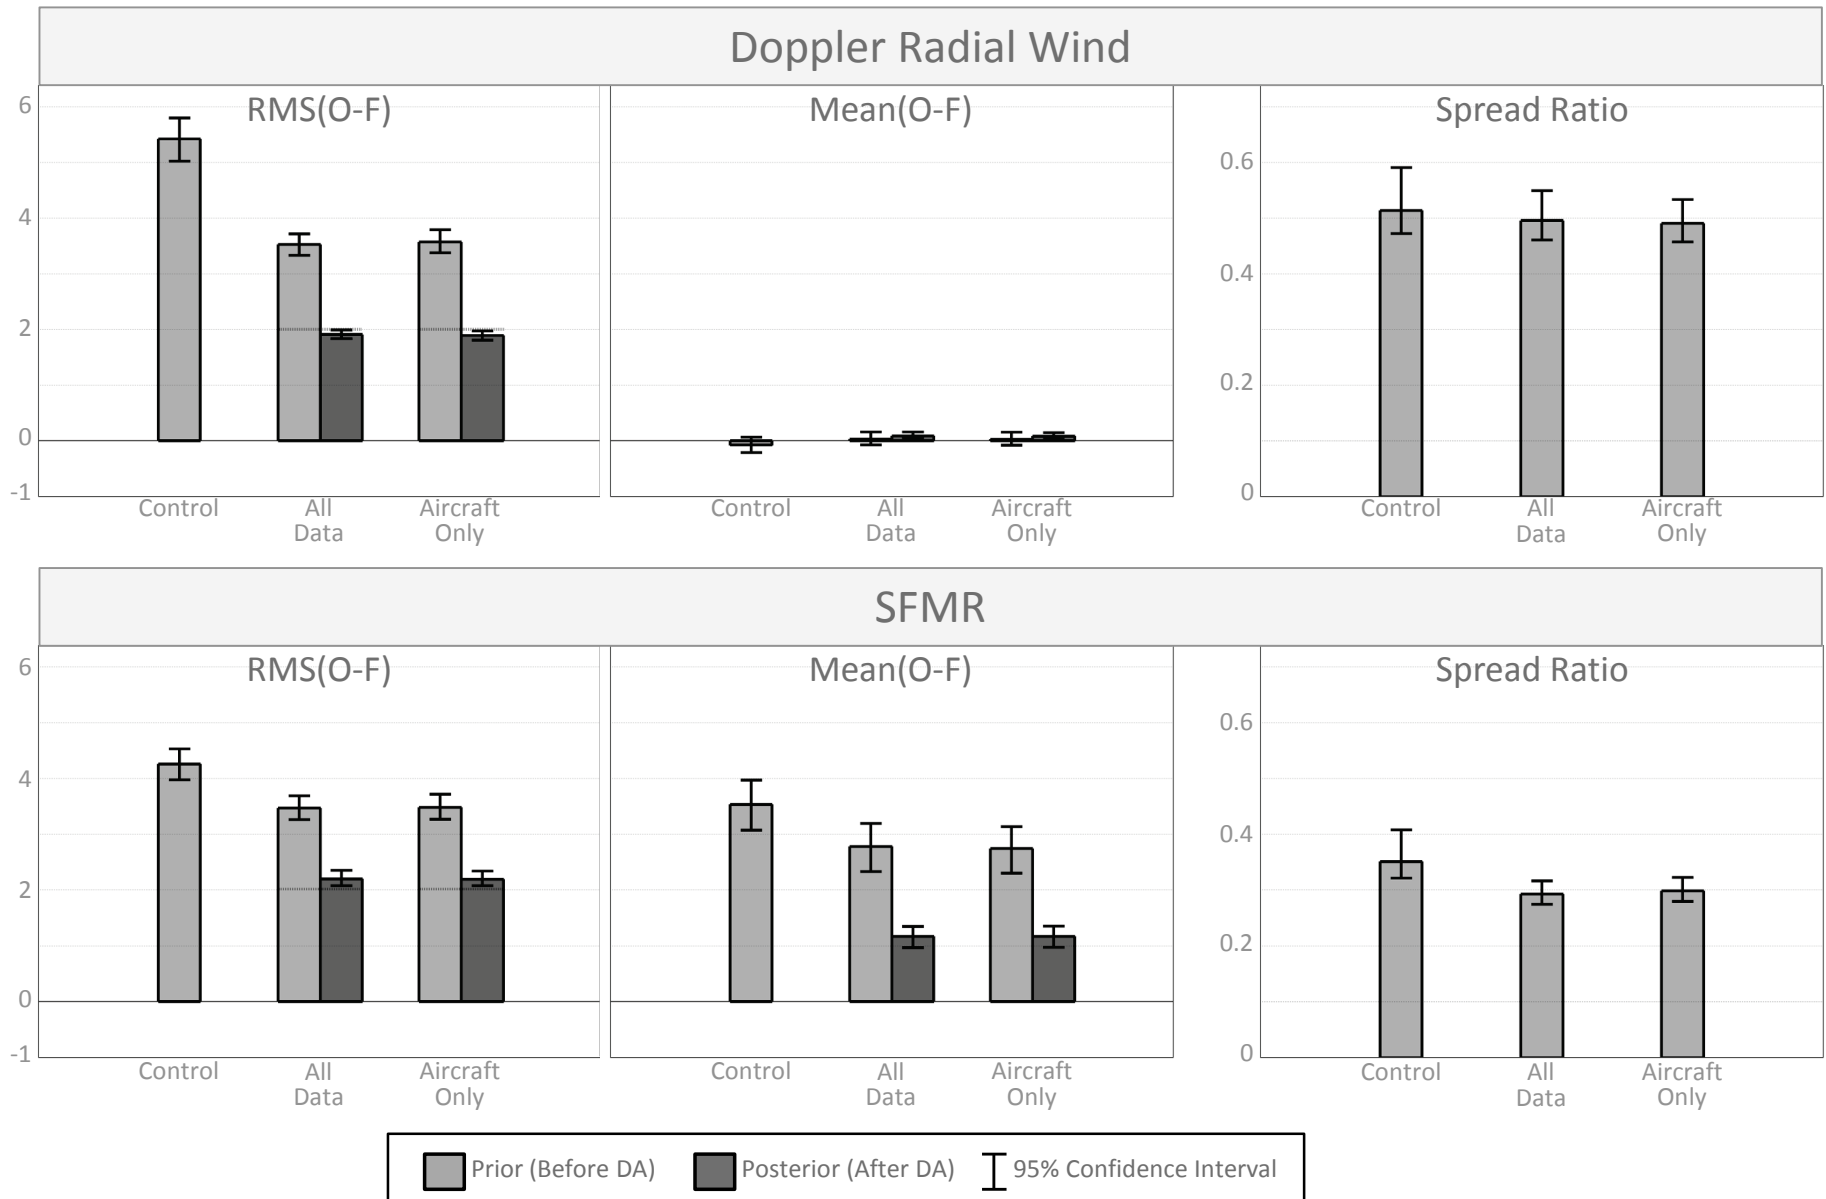 Doppler Radial Wind
RMS(O-F)
Mean(O-F)
Spread Ratio
6
4
2
0
-1
0.6
0.4
0.2
0
Control
All
Data
Aircraft
Only
Control
All
Data
Aircraft
Only
Control
All
Data
Aircraft
Only
SFMR
RMS(O-F)
Mean(O-F)
Spread Ratio
6
4
2
0
-1
0.6
0.4
0.2
0
Control
All
Data
Aircraft
Only
Control
All
Data
Aircraft
Only
Control
All
Data
Aircraft
Only
Prior (Before DA)
Posterior (After DA)
95% Confidence Interval